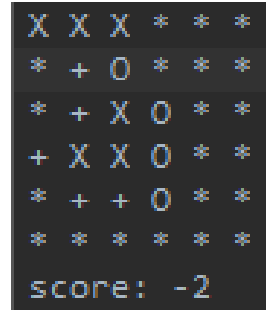 X X X * * *
* + O * * *
* + X O * *
+ X X O * *
* + + O * *
* * * * * *
score: -2